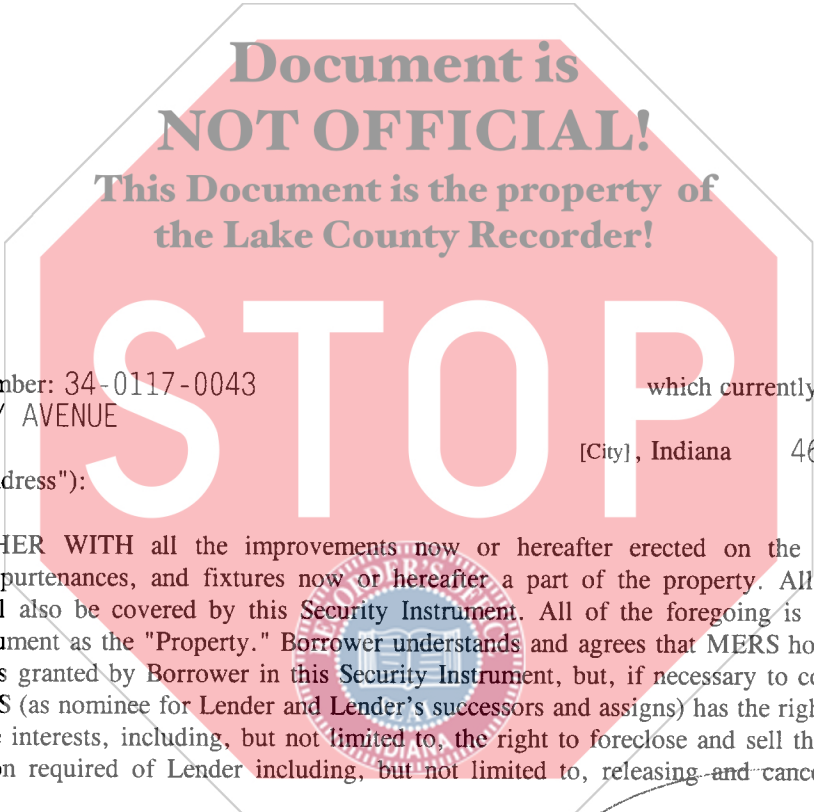 Document is
NOT OFFICIAL!
This Document is the property of
the Lake County Recorder!
STOP
mber: 34-0117-0043 which currently
Y AVENUE
[City], Indiana 46
dress"):
HER WITH all the improvements now or hereafter erected on the
purtenances, and fixtures now or hereafter a part of the property. All
l also be covered by this Security Instrument. All of the foregoing is
ument as the "Property." Borrower understands and agrees that MERS ho
s granted by Borrower in this Security Instrument, but, if necessary to co
S (as nominee for Lender and Lender's successors and assigns) has the righ
e interests, including, but not limited to, the right to foreclose and sell th
on required of Lender including, but not limited to, releasing and cance